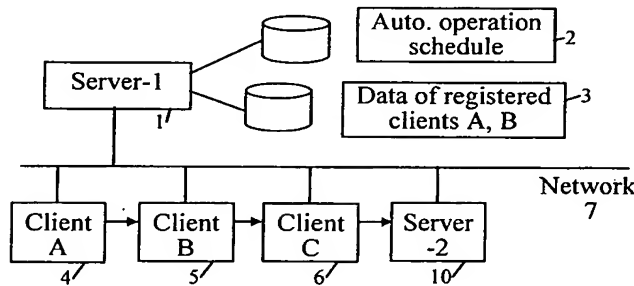 Auto. operation
schedule
2
Server-1
1
Data of registered
clients A, B
3
Network
7
Client
A
4
Client
B
5
Client
C
6
Server
-2
10